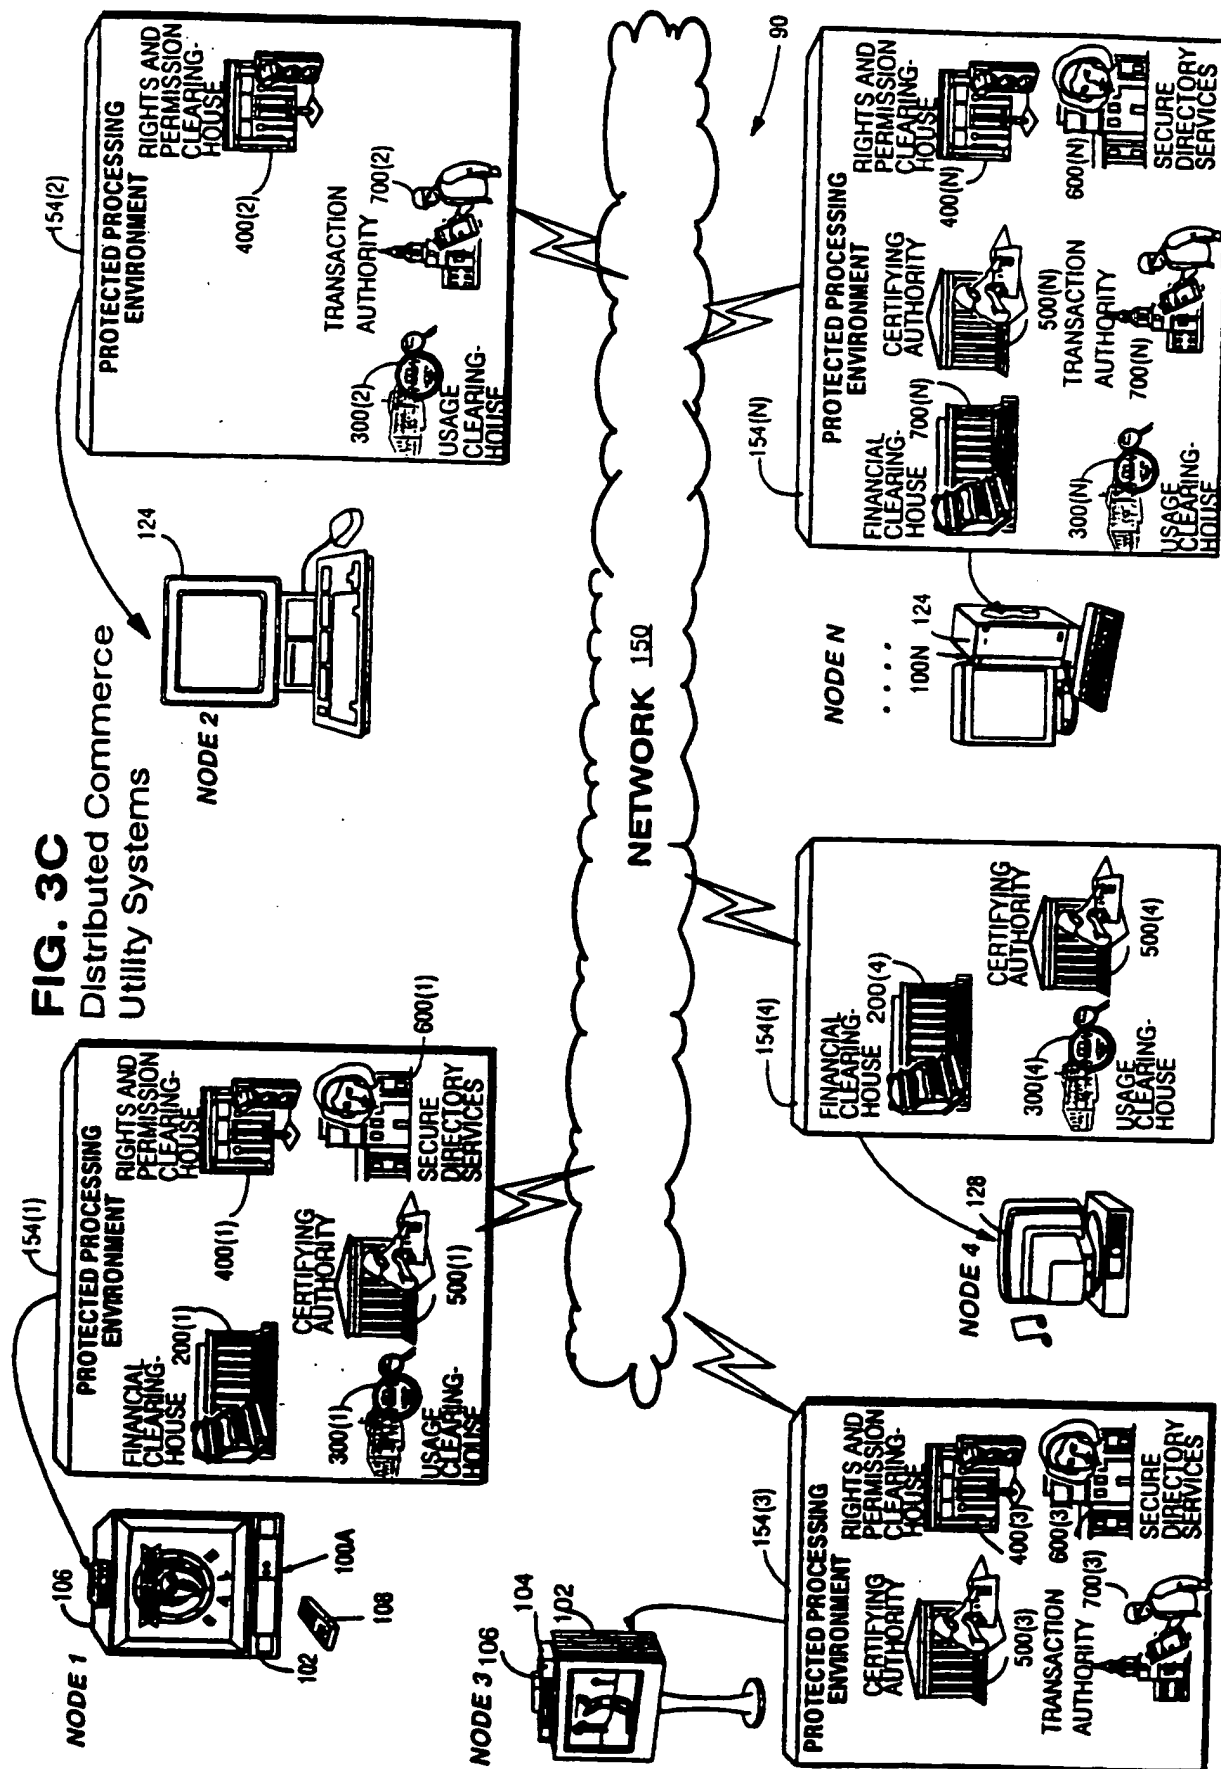 FIG. 3C
Distributed Commerce
Utility Systems
NODE 1
106
102
100A
108
154(1)
PROTECTED PROCESSING
ENVIRONMENT
FINANCIAL
CLEARING-
HOUSE
200(1)
RIGHTS AND
PERMISSION
CLEARING-
HOUSE
400(1)
CERTIFYING
AUTHORITY
500(1)
300(1)
USAGE
CLEARING-
HOUSE
SECURE
DIRECTORY
SERVICES
600(1)
NODE 2
124
154(2)
PROTECTED PROCESSING
ENVIRONMENT
RIGHTS AND
PERMISSION
CLEARING-
HOUSE
400(2)
TRANSACTION
AUTHORITY
700(2)
300(2)
USAGE
CLEARING-
HOUSE
NETWORK 150
90
NODE 3
104
106
102
154(3)
PROTECTED PROCESSING
ENVIRONMENT
CERTIFYING
AUTHORITY
500(3)
RIGHTS AND
PERMISSION
CLEARING-
HOUSE
400(3)
TRANSACTION
AUTHORITY
700(3)
600(3)
SECURE
DIRECTORY
SERVICES
NODE 4
128
154(4)
FINANCIAL
CLEARING-
HOUSE
200(4)
CERTIFYING
AUTHORITY
500(4)
300(4)
USAGE
CLEARING-
HOUSE
NODE N
. . . .
100N
124
154(N)
PROTECTED PROCESSING
ENVIRONMENT
FINANCIAL
CLEARING-
HOUSE
700(N)
CERTIFYING
AUTHORITY
500(N)
RIGHTS AND
PERMISSION
CLEARING-
HOUSE
400(N)
300(N)
USAGE
CLEARING-
HOUSE
TRANSACTION
AUTHORITY
700(N)
600(N)
SECURE
DIRECTORY
SERVICES